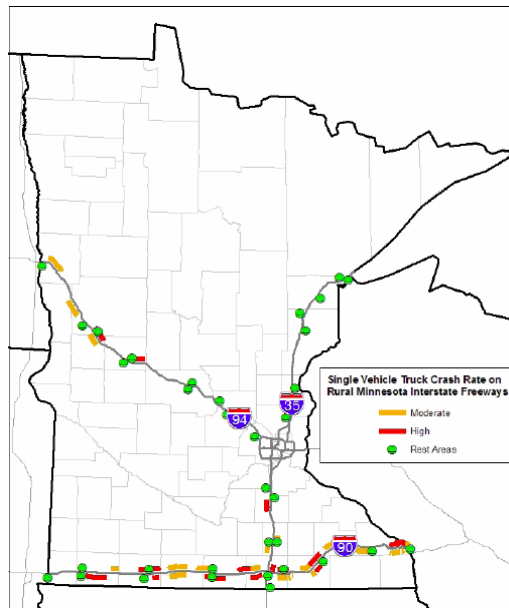 35
Single Vehicle Truck Crash Rate on
Rural Minnesota Interstate Freeways
Moderate
High
Rest Areas
94
90